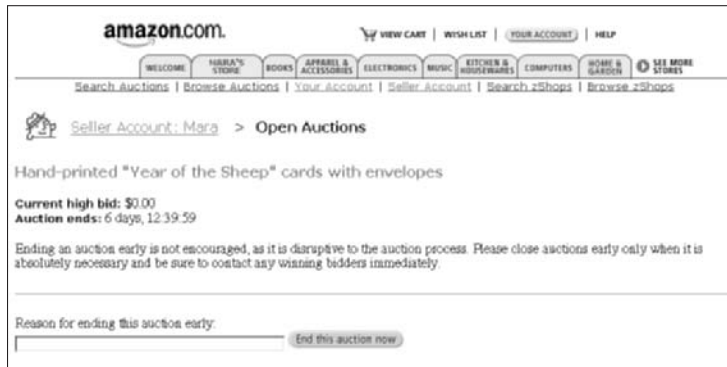 amazon.com. VIEW CART | WISH LIST | YOUR ACCOUNT | HELP
WELCOME MARA'S STORE BOOKS APPAREL & ACCESSORIES ELECTRONICS MUSIC KITCHEN & HOUSEWARES COMPUTERS HOME & GARDEN SEE MORE STORES
Search Auctions | Browse Auctions | Your Account | Seller Account | Search zShops | Browse zShops
Seller Account: Mara > Open Auctions
Hand-printed "Year of the Sheep" cards with envelopes
Current high bid: $0.00
Auction ends: 6 days, 12:39:59
Ending an auction early is not encouraged, as it is disruptive to the auction process. Please close auctions early only when it is
absolutely necessary and be sure to contact any winning bidders immediately.
Reason for ending this auction early:
End this auction now